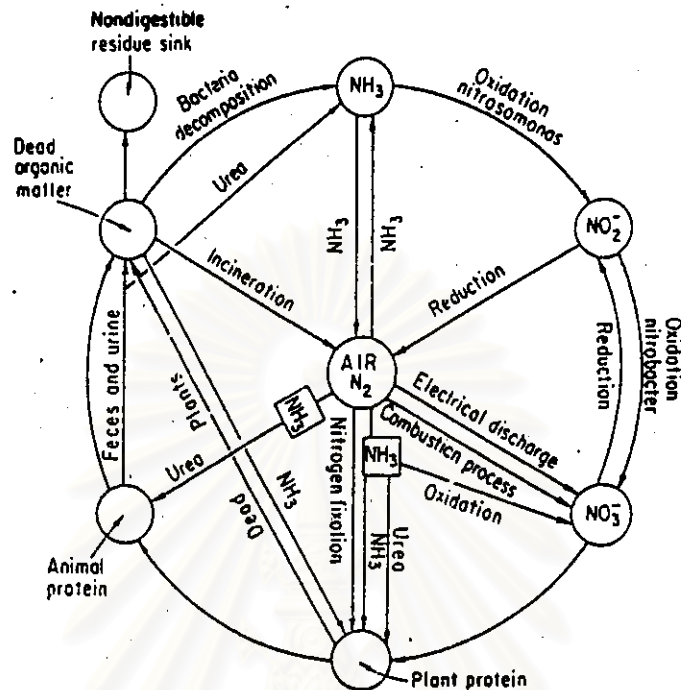 Nondigestible
residue sink
Bacteria
decomposition
NH3
Oxidation
nitrosomonas
Dead
organic
matter
Urea
NH3
NH3
NO2-
Incineration
Reduction
AIR
N2
Feces and urine
Plants
Dead
NH3
NH3
Urea
Nitrogen fixation
NH3
Urea
NH3
Electrical discharge
Combustion process
Oxidation
Reduction
Oxidation
nitrobacter
NO3-
Animal
protein
Plant protein